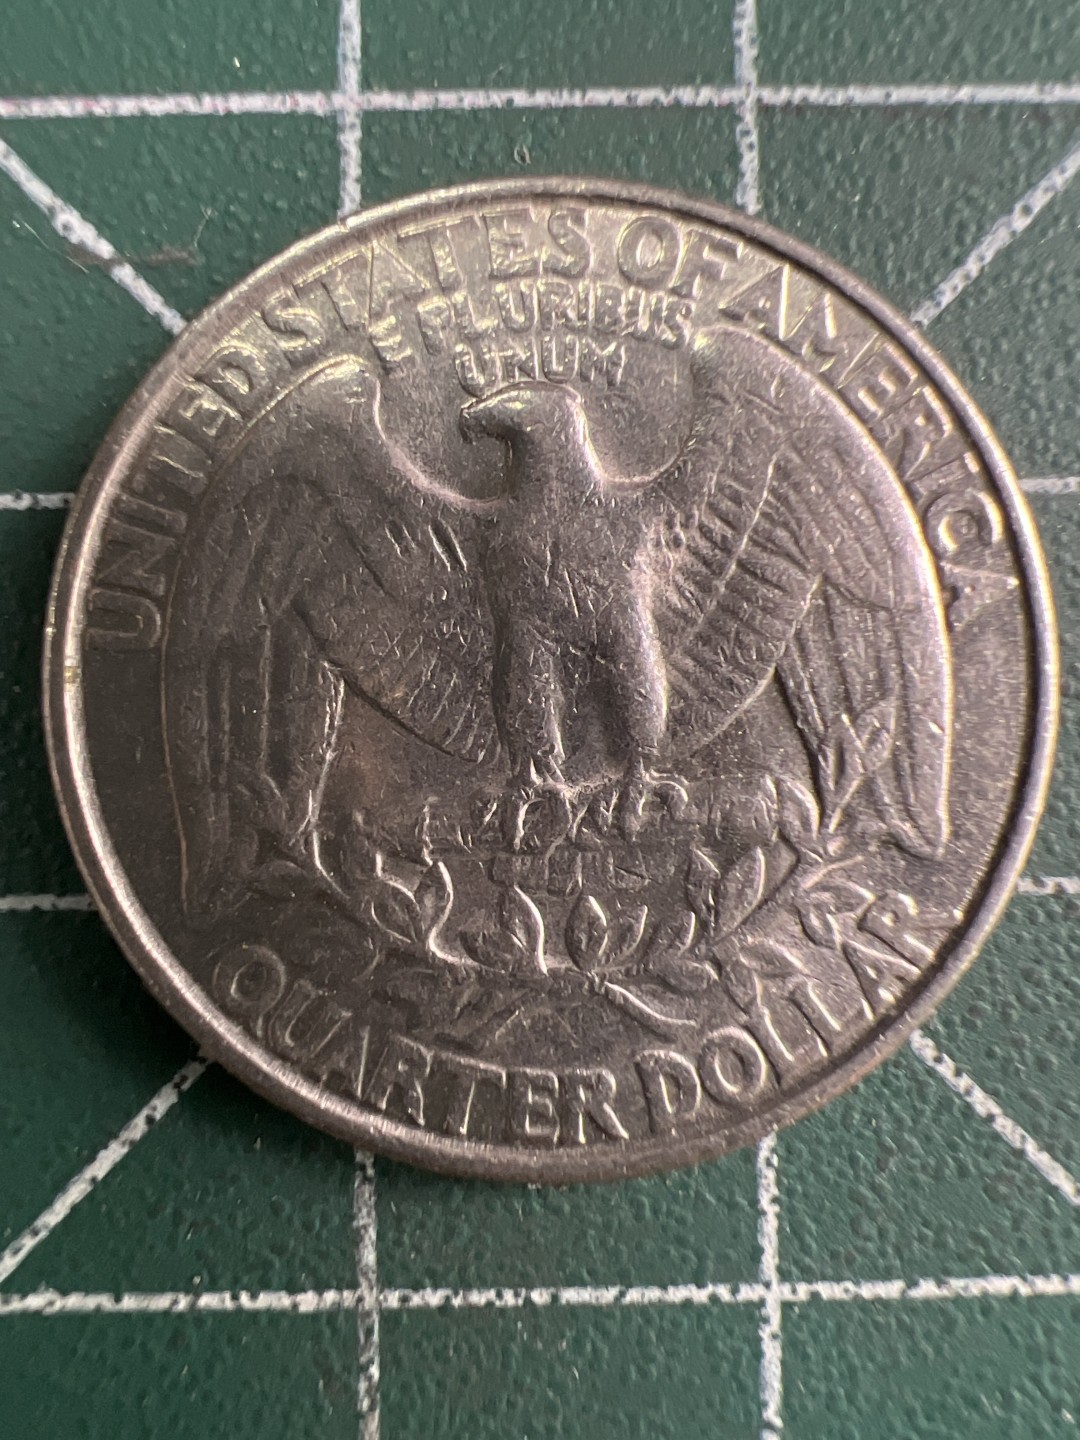 UNITED STATES OF AMERICA
E PLURIBUS
UNUM
QUARTER DOLLAR